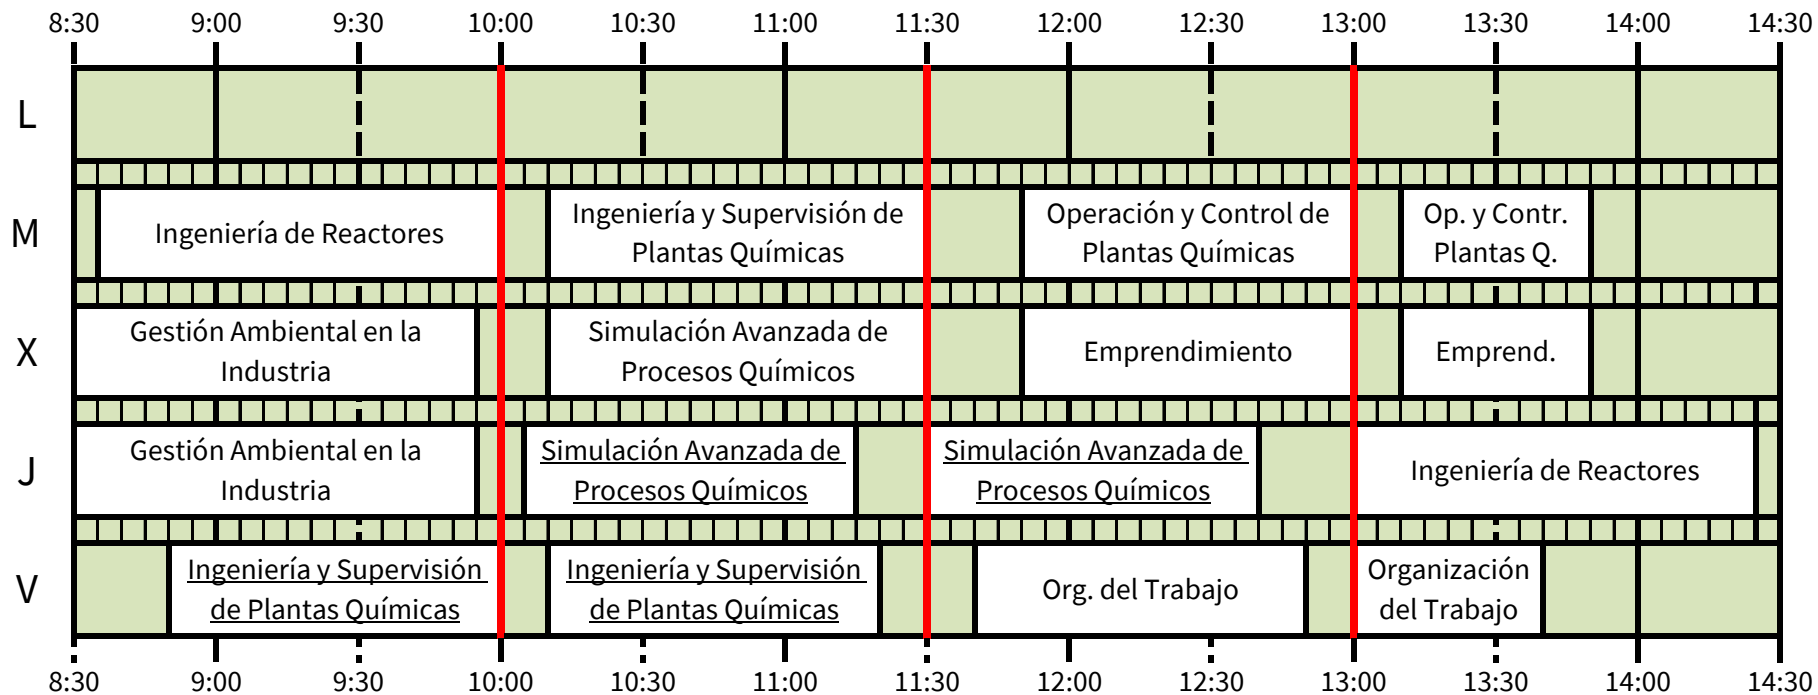 8:30 9:00 9:30 10:00 10:30 11:00 11:30 12:00 12:30 13:00 13:30 14:00 14:30
L
M
Ingeniería de Reactores
Ingeniería y Supervisión de
Plantas Químicas
Operación y Control de
Plantas Químicas
Op. y Contr.
Plantas Q.
X
Gestión Ambiental en la
Industria
Simulación Avanzada de
Procesos Químicos
Emprendimiento
Emprend.
J
Gestión Ambiental en la
Industria
Simulación Avanzada de
Procesos Químicos
Simulación Avanzada de
Procesos Químicos
Ingeniería de Reactores
V
Ingeniería y Supervisión
de Plantas Químicas
Ingeniería y Supervisión
de Plantas Químicas
Org. del Trabajo
Organización
del Trabajo
8:30 9:00 9:30 10:00 10:30 11:00 11:30 12:00 12:30 13:00 13:30 14:00 14:30